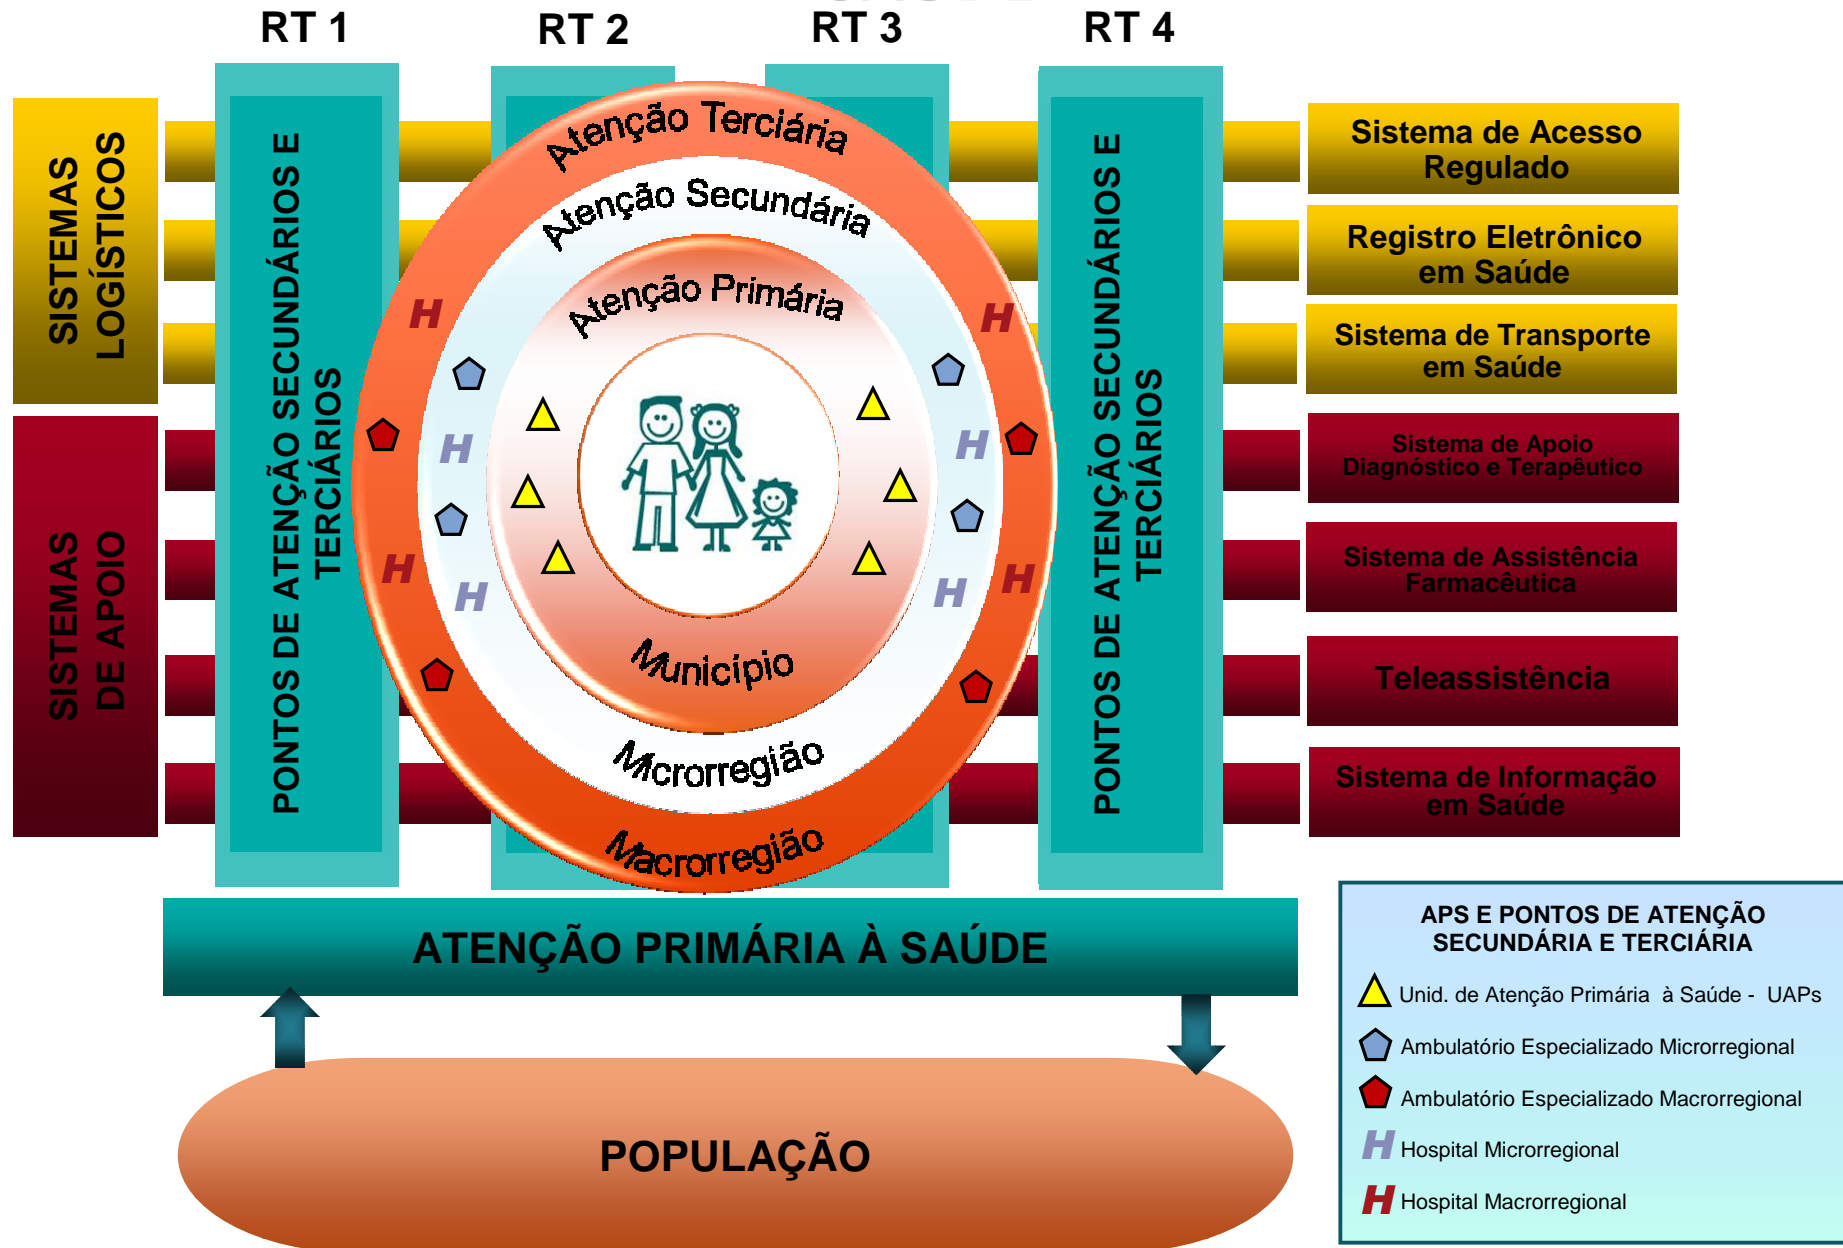 RT 1
RT 2
RT 3
RT 4
SISTEMAS
LOGÍSTICOS
SISTEMAS
DE APOIO
PONTOS DE ATENÇÃO SECUNDÁRIOS E
TERCIÁRIOS
Atenção Terciária
Atenção Secundária
Atenção Primária
H
H
H
H
H
H
H
H
Município
Microrregião
Macrorregião
PONTOS DE ATENÇÃO SECUNDÁRIOS E
TERCIÁRIOS
Sistema de Acesso
Regulado
Registro Eletrônico
em Saúde
Sistema de Transporte
em Saúde
Sistema de Apoio
Diagnóstico e Terapêutico
Sistema de Assistência
Farmacêutica
Teleassistência
Sistema de Informação
em Saúde
ATENÇÃO PRIMÁRIA À SAÚDE
POPULAÇÃO
APS E PONTOS DE ATENÇÃO
SECUNDÁRIA E TERCIÁRIA
Unid. de Atenção Primária à Saúde - UAPs
Ambulatório Especializado Microrregional
Ambulatório Especializado Macrorregional
H Hospital Microrregional
H Hospital Macrorregional